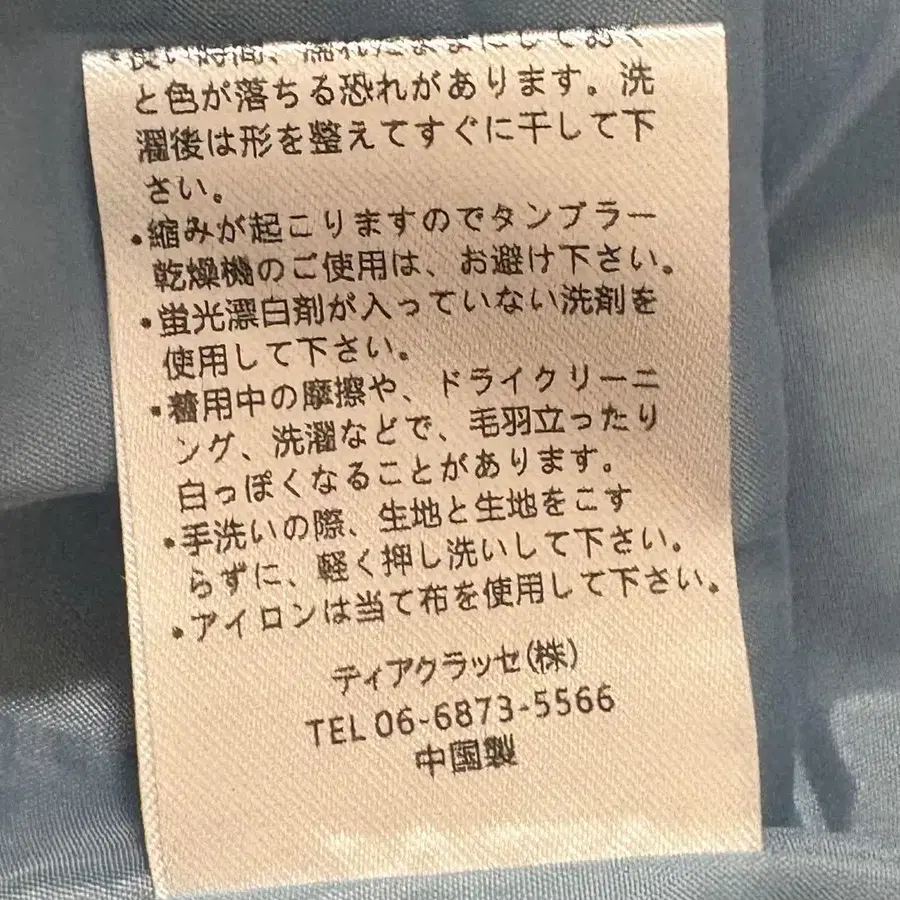 と色が落ちる恐れがあります。洗
濯後は形を整えてすぐに干して下
さい。
・縮みが起こりますのでタンブラー
乾燥機のご使用は、お避け下さい。
・蛍光漂白剤が入っていない洗剤を
使用して下さい。
・着用中の摩擦や、ドライクリーニ
ング、洗濯などで、毛羽立ったり
白っぽくなることがあります。
・手洗いの際、生地と生地をこす
らずに、軽く押し洗いして下さい。
・アイロンは当て布を使用して下さい。
ティアクラッセ(株)
TEL 06-6873-5566
中国製